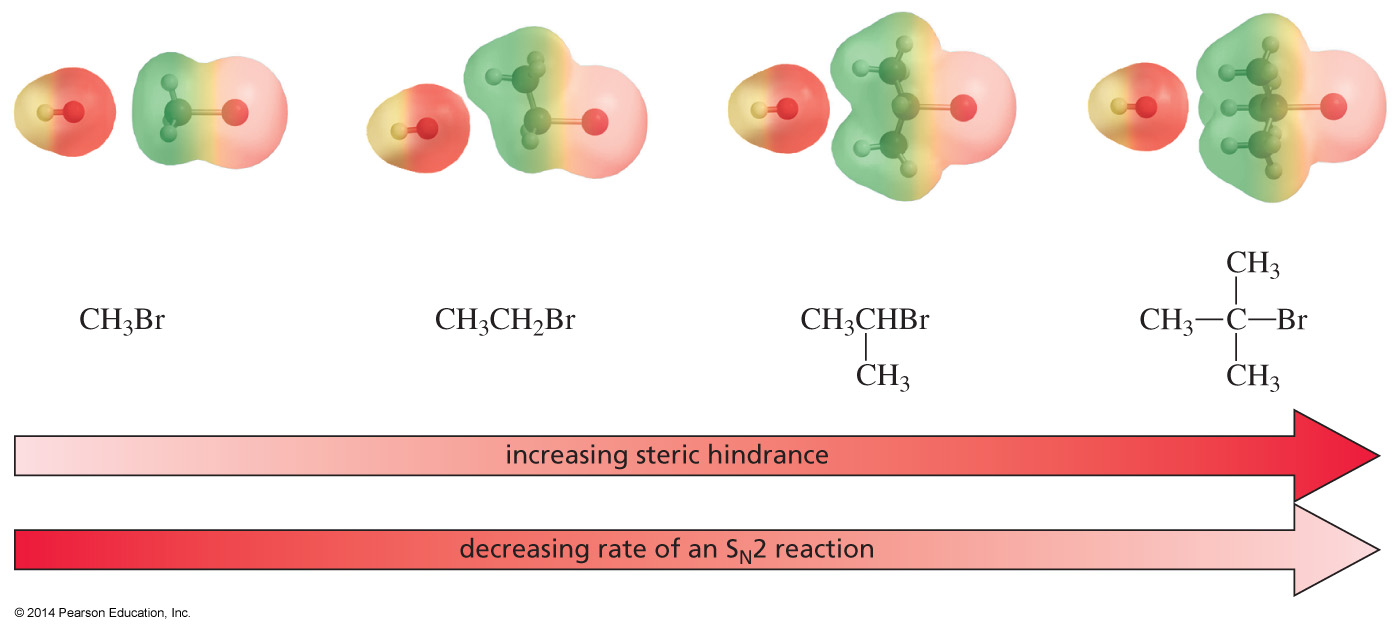 CH₃
CH₃Br CH₃CH₂Br CH₃CHBr CH₃—C—Br
CH₃ CH₃
increasing steric hindrance
decreasing rate of an Sₙ2 reaction
© 2014 Pearson Education, Inc.